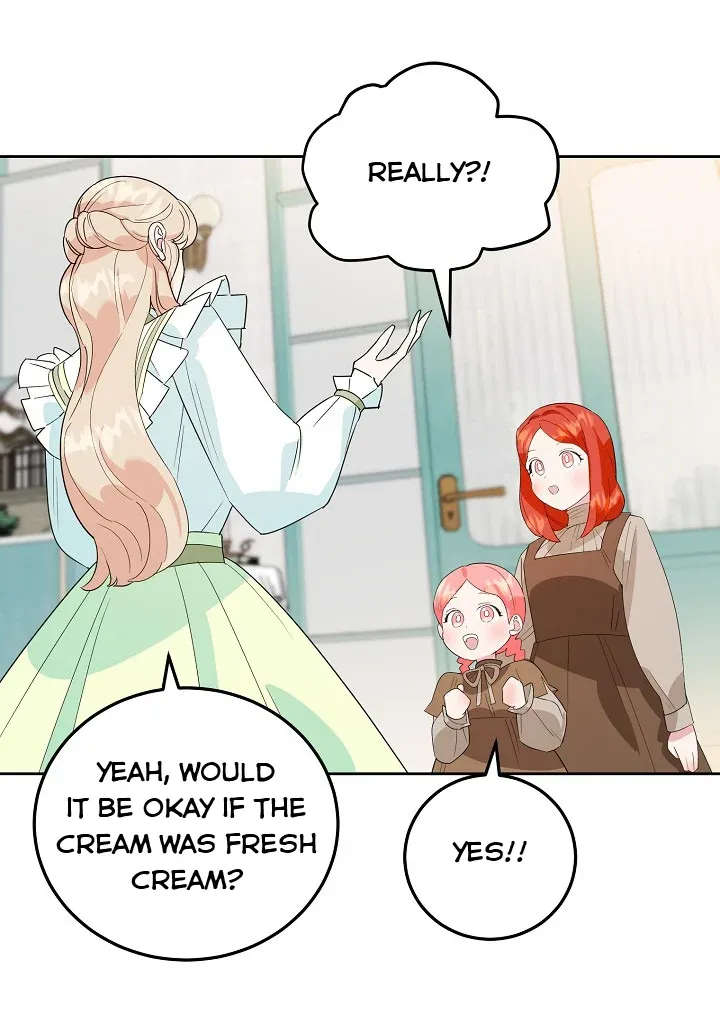 REALLY?!
YEAH, WOULD
IT BE OKAY IF THE
CREAM WAS FRESH
CREAM?
YES!!